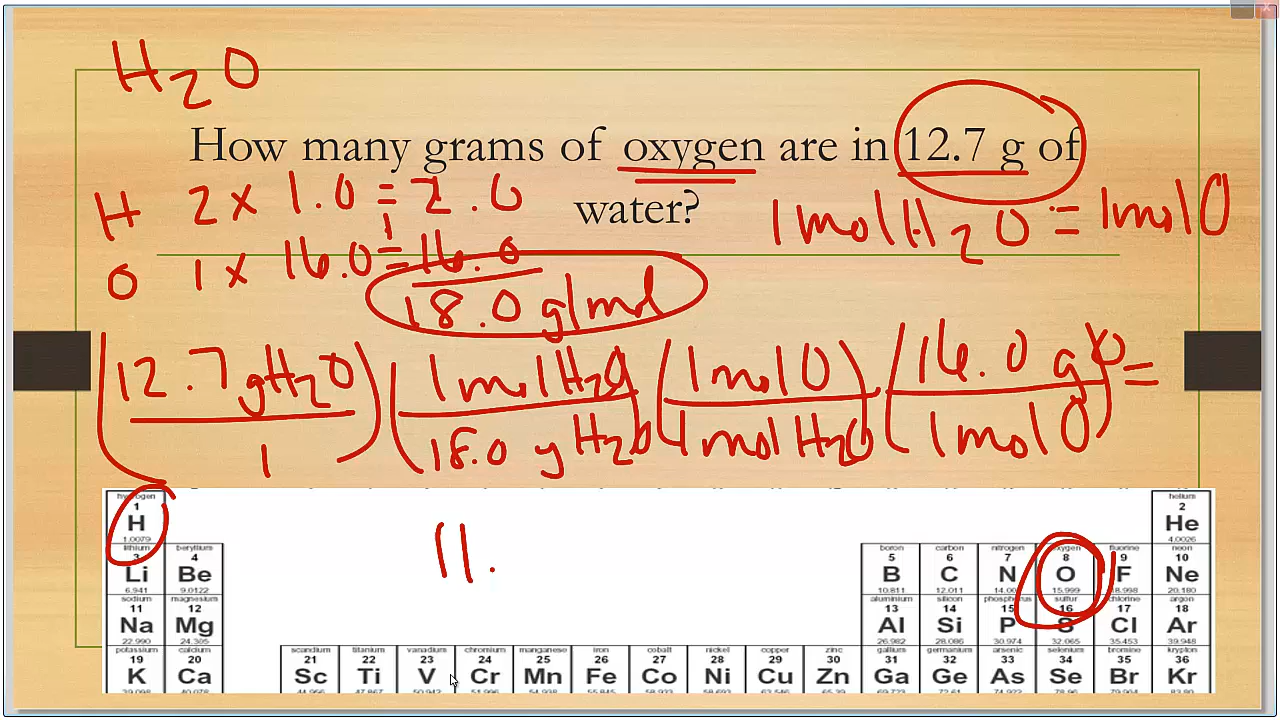 H2O
How many grams of oxygen are in 12.7 g of
water?
H 2 x 1.0 = 2.0
1 mol H2O = 1 mol O
O 1 x 16.0 = 16.0
18.0 g/mol
12.7 g H2O 1 mol H2O 1 mol O 16.0 g O =
1 18.0 g H2O 1 mol H2O 1 mol O
11.
hydrogen helium
1 2
H He
1.0079 4.0026
lithium beryllium boron carbon nitrogen oxygen fluorine neon
3 4 5 6 7 8 9 10
Li Be B C N O F Ne
6.941 9.0122 10.811 12.011 15.999 18.998 20.180
sodium magnesium aluminium silicon phosphorus sulfur chlorine argon
11 12 13 14 15 16 17 18
Na Mg Al Si P S Cl Ar
22.990 24.305 26.982 28.086 30.974 32.065 35.453 39.948
potassium calcium scandium titanium vanadium chromium manganese iron cobalt nickel copper zinc gallium germanium arsenic selenium bromine krypton
19 20 21 22 23 24 25 26 27 28 29 30 31 32 33 34 35 36
K Ca Sc Ti V Cr Mn Fe Co Ni Cu Zn Ga Ge As Se Br Kr